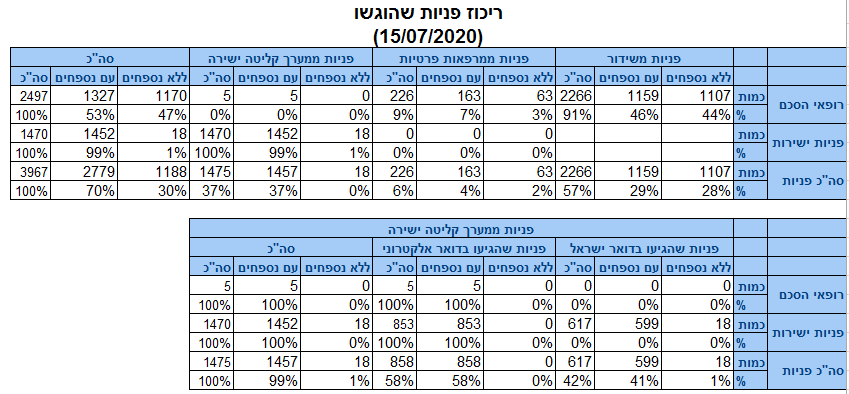 ריכוז פניות שהוגשו
(15/07/2020)
פניות משידור פניות ממרפאות פרטיות פניות ממערך קליטה ישירה סה"כ
ללא נספחים עם נספחים סה"כ ללא נספחים עם נספחים סה"כ ללא נספחים עם נספחים סה"כ ללא נספחים עם נספחים סה"כ
רופאי הסכם כמות 1107 1159 2266 63 163 226 0 5 5 1170 1327 2497
% 44% 46% 91% 3% 7% 9% 0% 0% 0% 47% 53% 100%
פניות ישירות כמות 0 0 0 18 1452 1470 18 1452 1470
% 0% 0% 0% 1% 99% 100% 1% 99% 100%
סה"כ פניות כמות 1107 1159 2266 63 163 226 18 1457 1475 1188 2779 3967
% 28% 29% 57% 2% 4% 6% 0% 37% 37% 30% 70% 100%
פניות ממערך קליטה ישירה
פניות שהגיעו בדואר ישראל פניות שהגיעו בדואר אלקטרוני סה"כ
ללא נספחים עם נספחים סה"כ ללא נספחים עם נספחים סה"כ ללא נספחים עם נספחים סה"כ
רופאי הסכם כמות 0 0 0 0 5 5 0 5 5
% 0% 0% 0% 0% 100% 100% 0% 100% 100%
פניות ישירות כמות 18 599 617 0 853 853 18 1452 1470
% 0% 0% 0% 0% 100% 100% 0% 100% 100%
סה"כ פניות כמות 18 599 617 0 858 858 18 1457 1475
% 1% 41% 42% 0% 58% 58% 1% 99% 100%